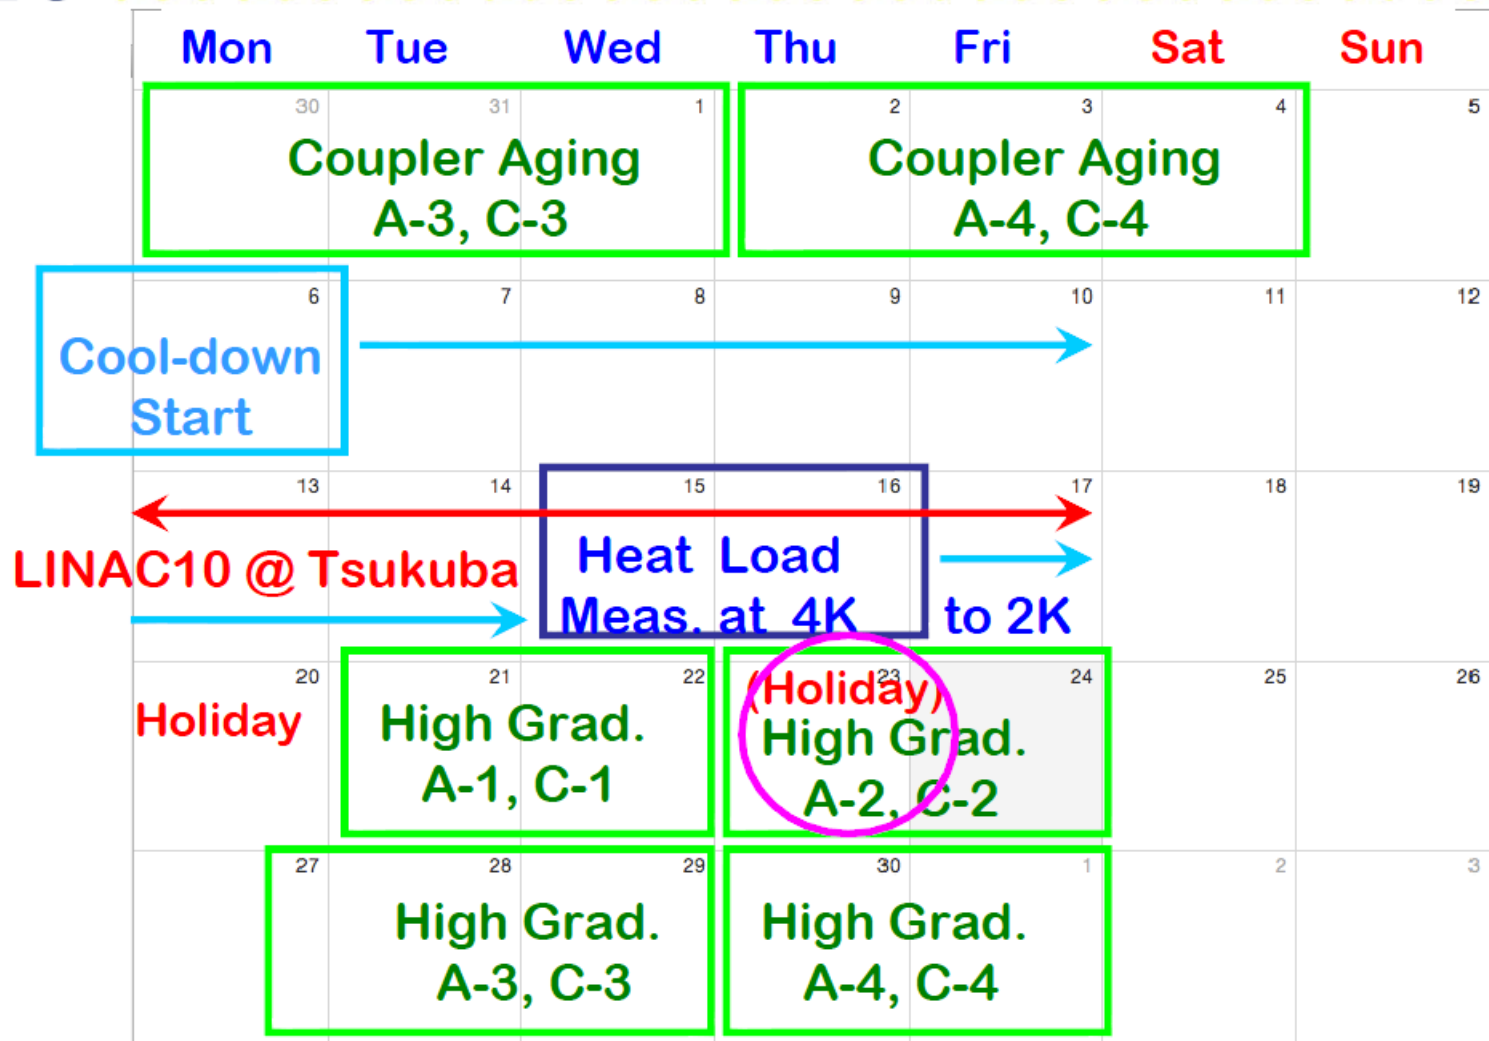 Mon Tue Wed Thu Fri Sat Sun
30 31 1 2 3 4 5
Coupler Aging
A-3, C-3
Coupler Aging
A-4, C-4
6 7 8 9 10 11 12
Cool-down
Start
13 14 15 16 17 18 19
LINAC10 @ Tsukuba
Heat Load
Meas. at 4K
to 2K
20 21 22 23 24 25 26
Holiday
High Grad.
A-1, C-1
(Holiday)
High Grad.
A-2, C-2
27 28 29 30 1 2 3
High Grad.
A-3, C-3
High Grad.
A-4, C-4